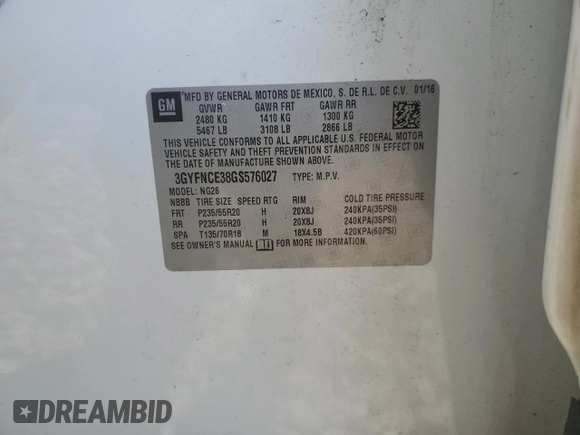 GM
MFD BY GENERAL MOTORS DE MEXICO, S. DE R.L. DE C.V. 01/16
GVWR GAWR FRT GAWR RR
2480 KG 1410 KG 1300 KG
5467 LB 3108 LB 2866 LB
THIS VEHICLE CONFORMS TO ALL APPLICABLE U.S. FEDERAL MOTOR
VEHICLE SAFETY AND THEFT PREVENTION STANDARDS IN EFFECT ON THE
DATE OF MANUFACTURE SHOWN ABOVE.
3GYFNCE38GS576027 TYPE: M.P.V.
MODEL: NG26
NBBB TIRE SIZE SPEED RTG RIM COLD TIRE PRESSURE
FRT P235/55R20 H 20X8J 240KPA(35PSI)
RR P235/55R20 H 20X8J 240KPA(35PSI)
SPA T135/70R18 M 18X4.5B 420KPA(60PSI)
SEE OWNER'S MANUAL FOR MORE INFORMATION.
DREAMBID